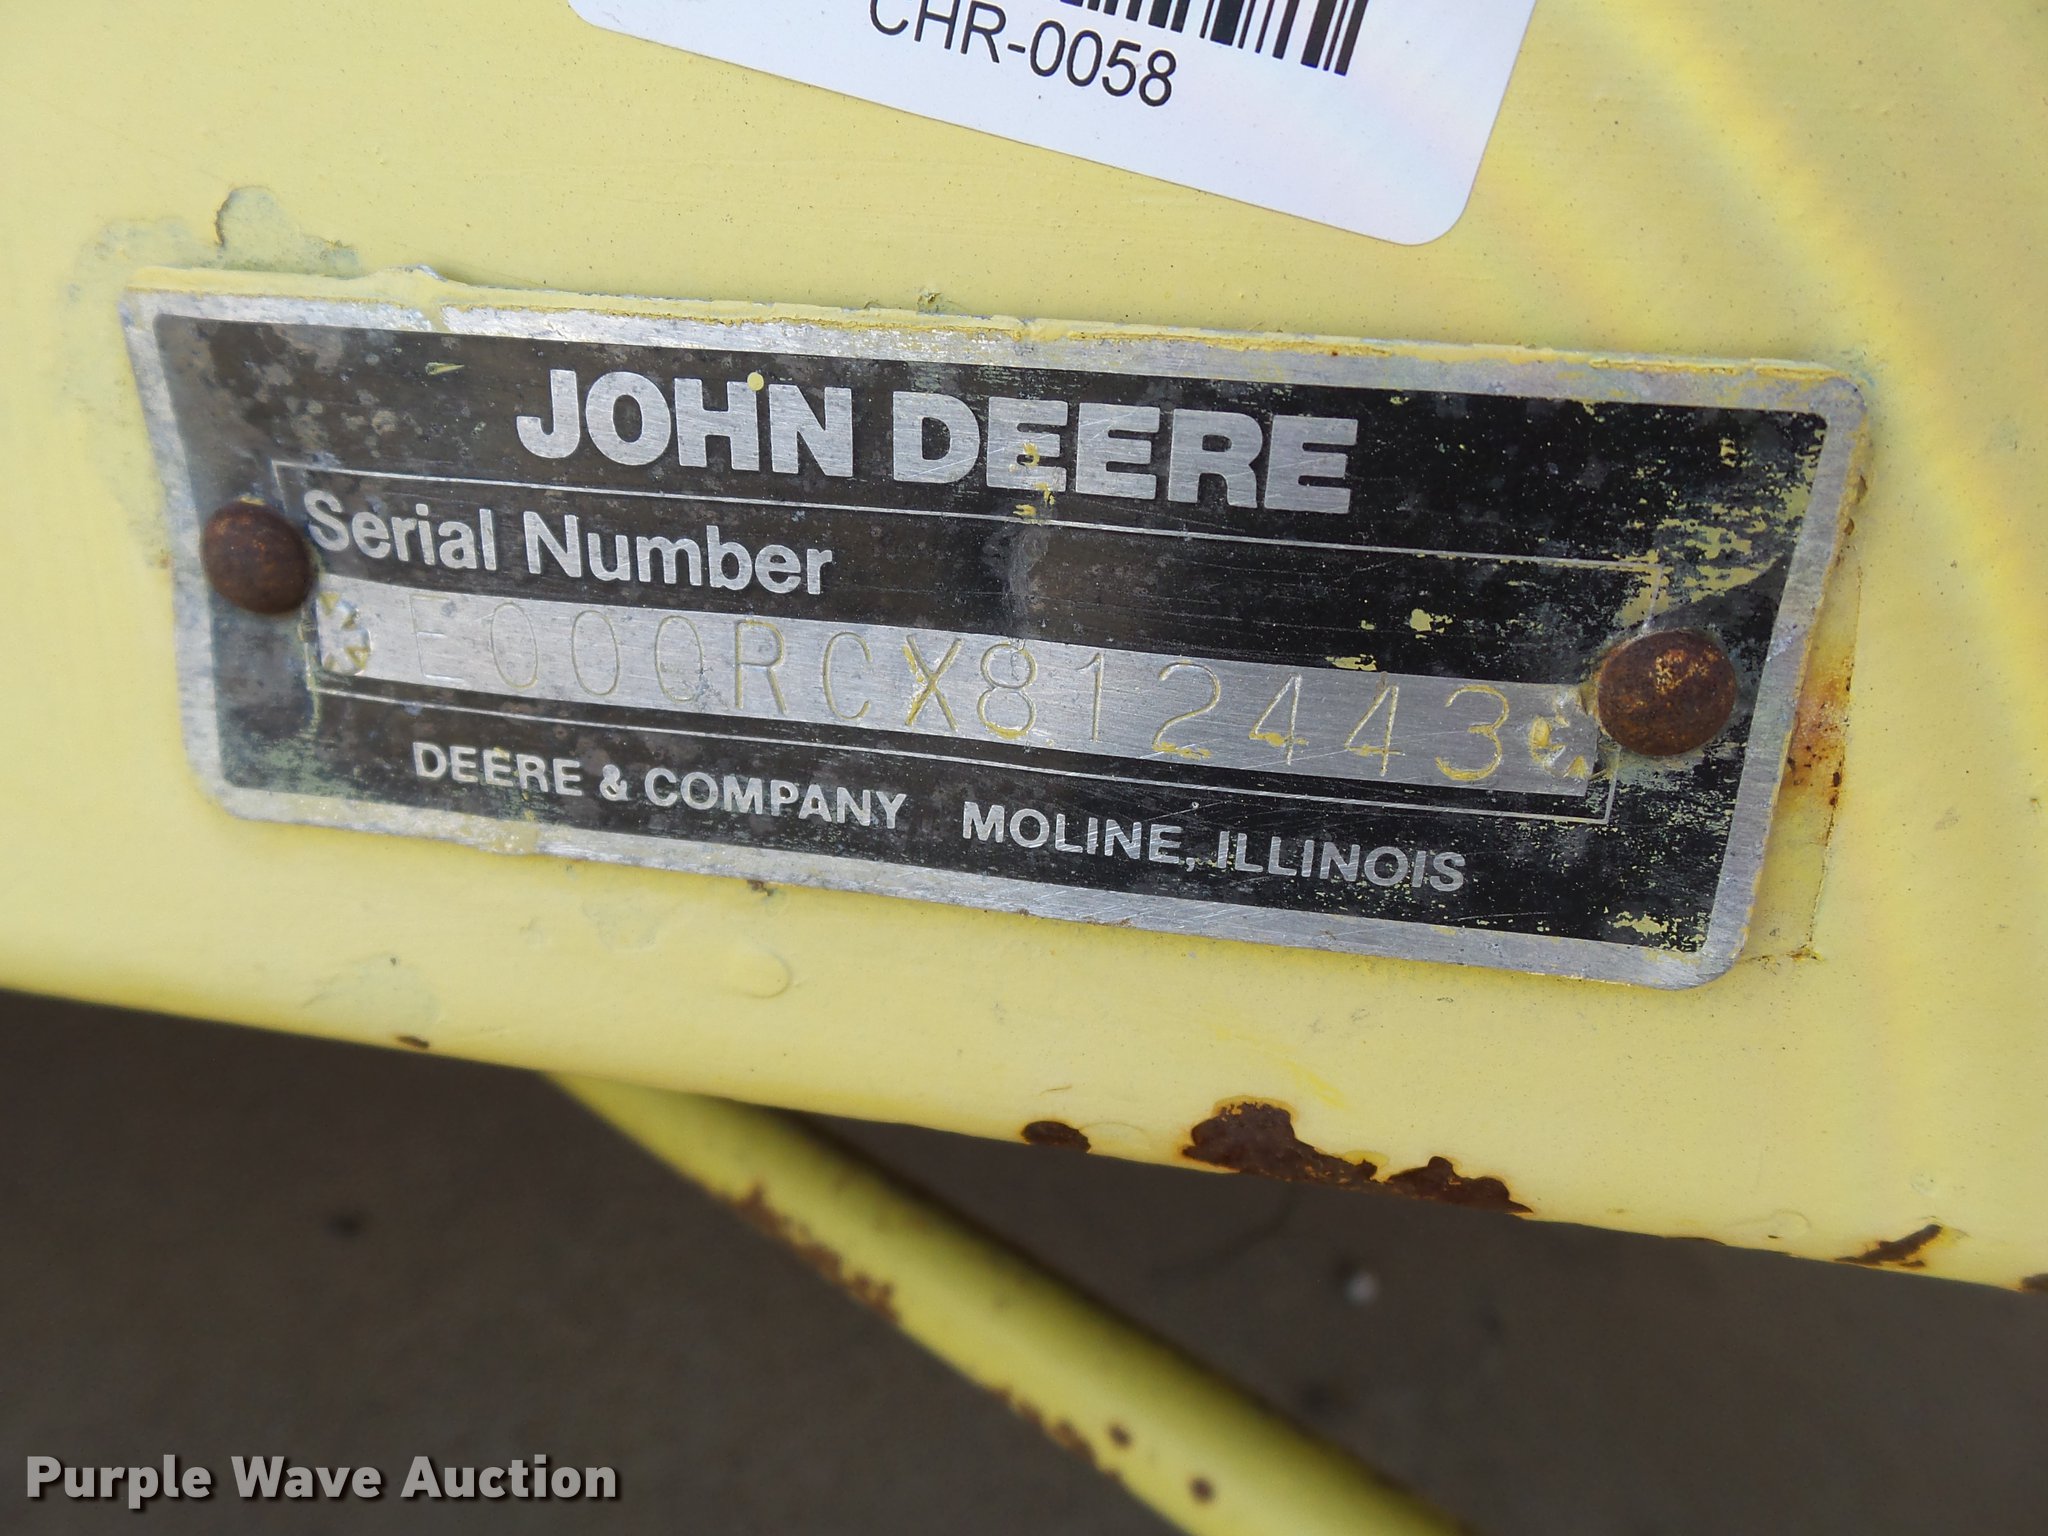 CHR-0058
JOHN DEERE
Serial Number
E000RCX812443
DEERE & COMPANY MOLINE, ILLINOIS
Purple Wave Auction